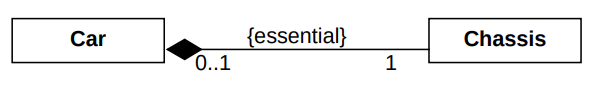 {essential}
Car
Chassis
0..1
1